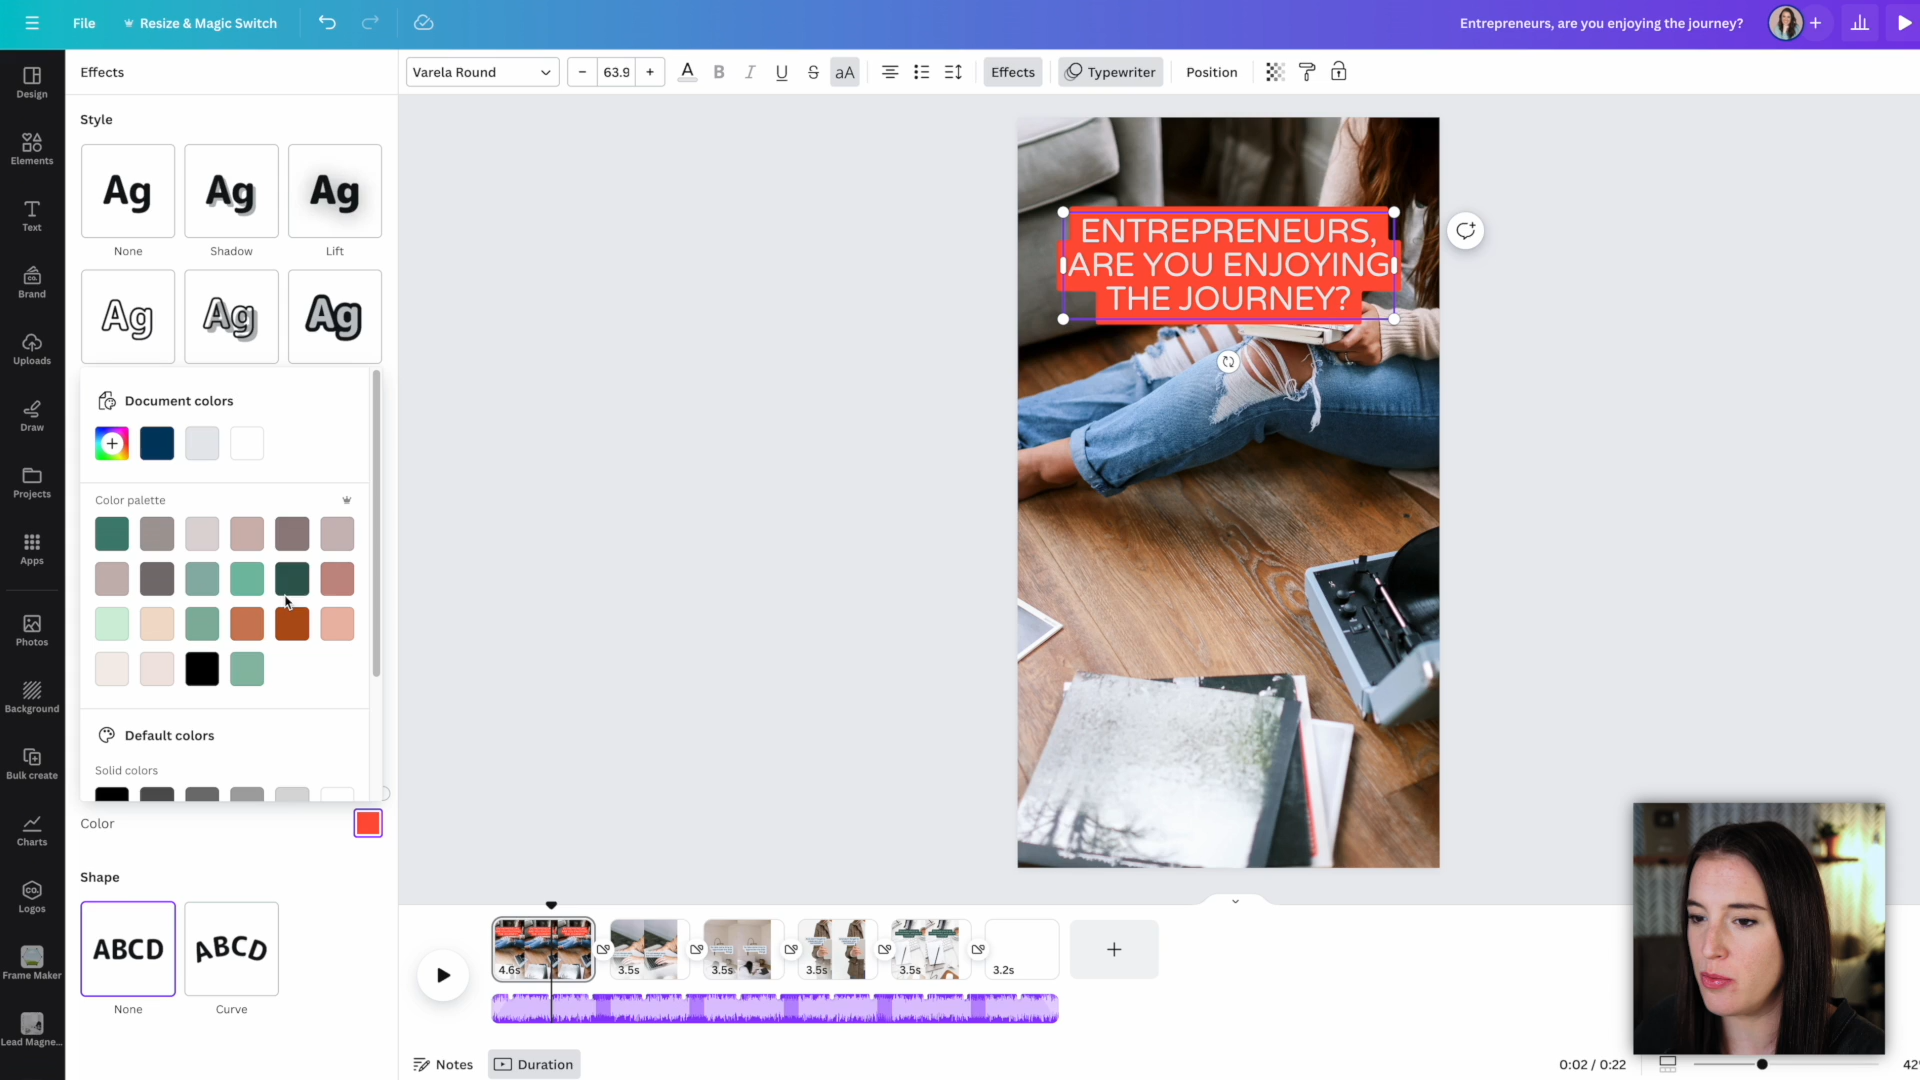 File
Resize & Magic Switch
Entrepreneurs, are you enjoying the journey?
Design
Elements
Text
Brand
Uploads
Draw
Projects
Apps
Photos
Background
Bulk create
Charts
Logos
Frame Maker
Lead Magne...
Effects
Style
Ag
Ag
Ag
None
Shadow
Lift
Ag
Ag
Ag
Document colors
Color palette
Default colors
Solid colors
Color
Shape
ABCD
ABCD
None
Curve
Varela Round
– 63.9 +
A B I U S aA
Effects
Typewriter
Position
ENTREPRENEURS,
ARE YOU ENJOYING
THE JOURNEY?
4.6s
3.5s
3.5s
3.5s
3.5s
3.2s
Notes
Duration
0:02 / 0:22